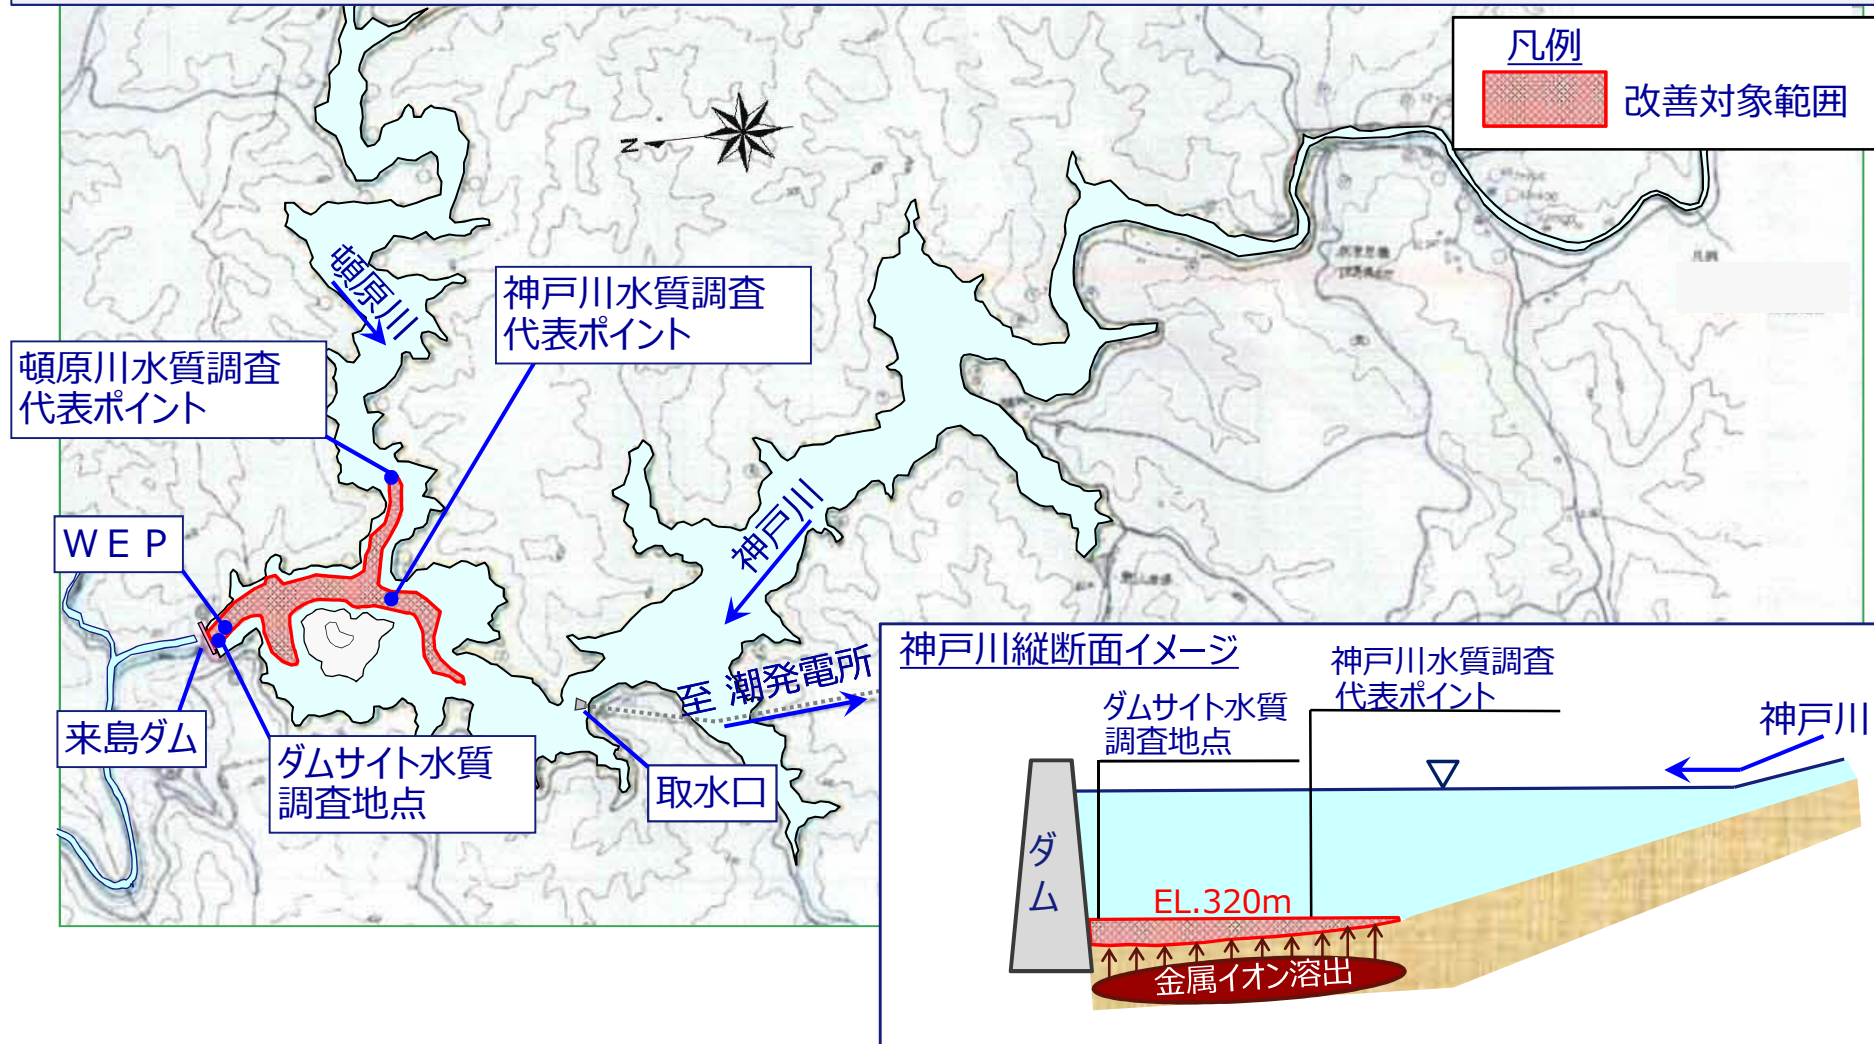 凡例
改善対象範囲
N
頓原川
神戸川水質調査
代表ポイント
頓原川水質調査
代表ポイント
ＷＥＰ
神戸川
至 潮発電所
来島ダム
ダムサイト水質
調査地点
取水口
神戸川縦断面イメージ
ダムサイト水質
調査地点
神戸川水質調査
代表ポイント
神戸川
ダム
EL.320m
金属イオン溶出
凡例